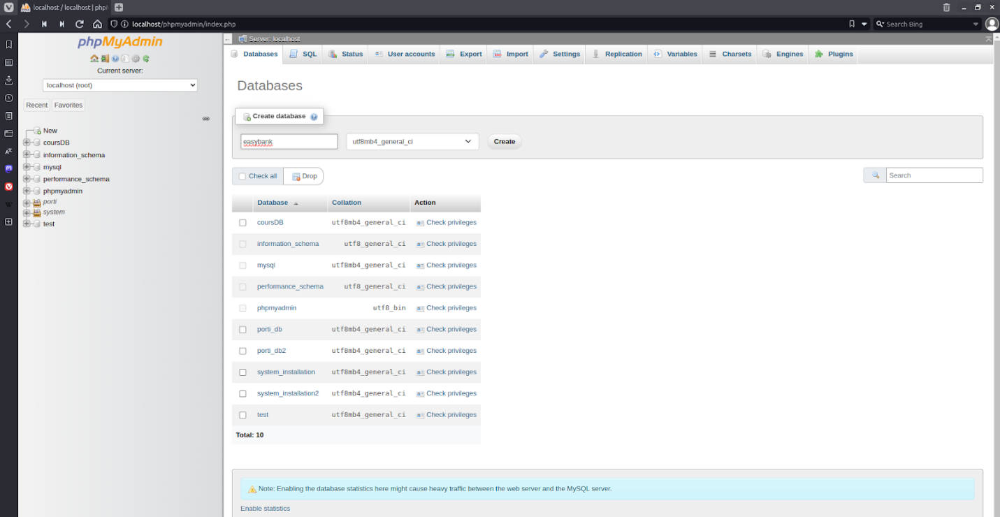 localhost / localhost | php
localhost/phpmyadmin/index.php
Search Bing
phpMyAdmin
Current server:
localhost (root)
Recent Favorites
New
coursDB
information_schema
mysql
performance_schema
phpmyadmin
porti
system
test
Server: localhost
Databases SQL Status User accounts Export Import Settings Replication Variables Charsets Engines Plugins
Databases
Create database
easybank utf8mb4_general_ci Create
Check all Drop Search
Database Collation Action
coursDB utf8mb4_general_ci Check privileges
information_schema utf8_general_ci Check privileges
mysql utf8mb4_general_ci Check privileges
performance_schema utf8_general_ci Check privileges
phpmyadmin utf8_bin Check privileges
porti_db utf8mb4_general_ci Check privileges
porti_db2 utf8mb4_general_ci Check privileges
system_installation utf8mb4_general_ci Check privileges
system_installation2 utf8mb4_general_ci Check privileges
test utf8mb4_general_ci Check privileges
Total: 10
Note: Enabling the database statistics here might cause heavy traffic between the web server and the MySQL server.
Enable statistics